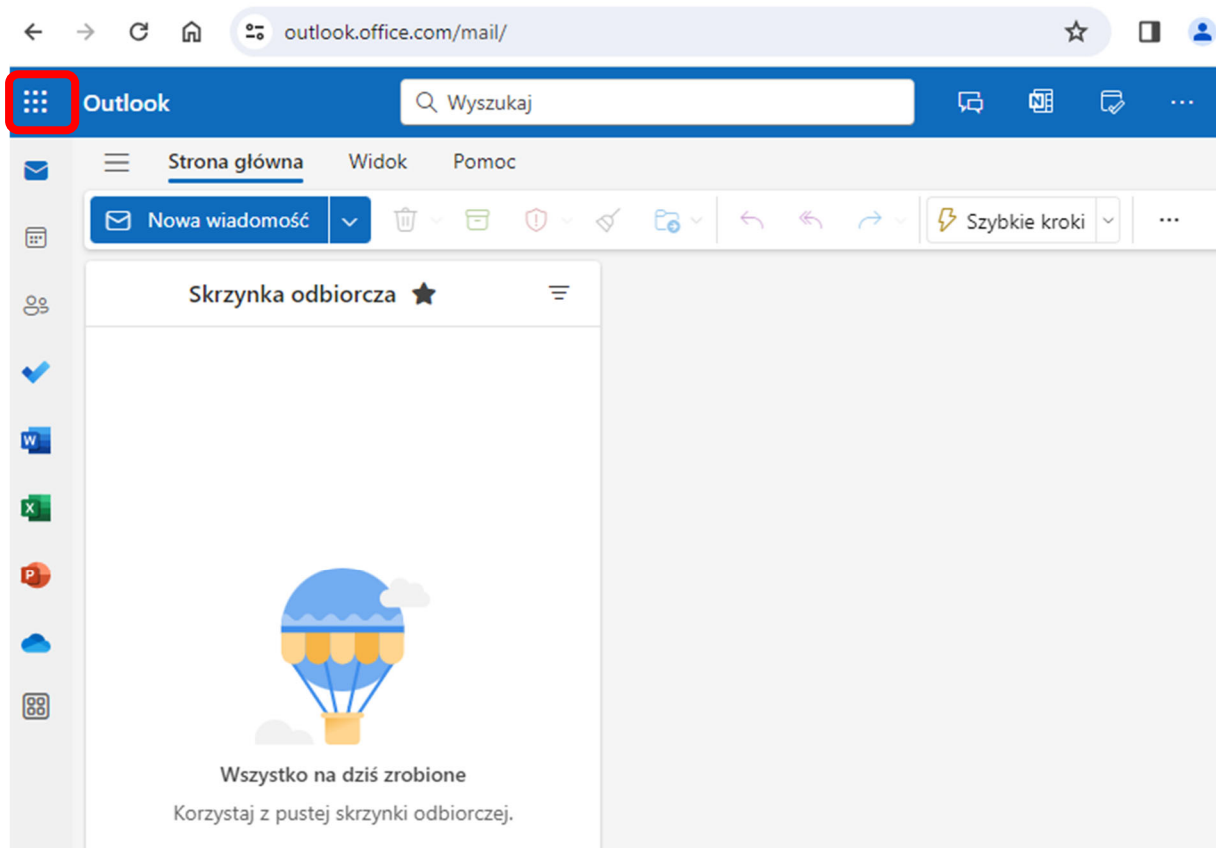 outlook.office.com/mail/
Outlook
Wyszukaj
Strona główna Widok Pomoc
Nowa wiadomość
Szybkie kroki
Skrzynka odbiorcza
W
X
P
Wszystko na dziś zrobione
Korzystaj z pustej skrzynki odbiorczej.